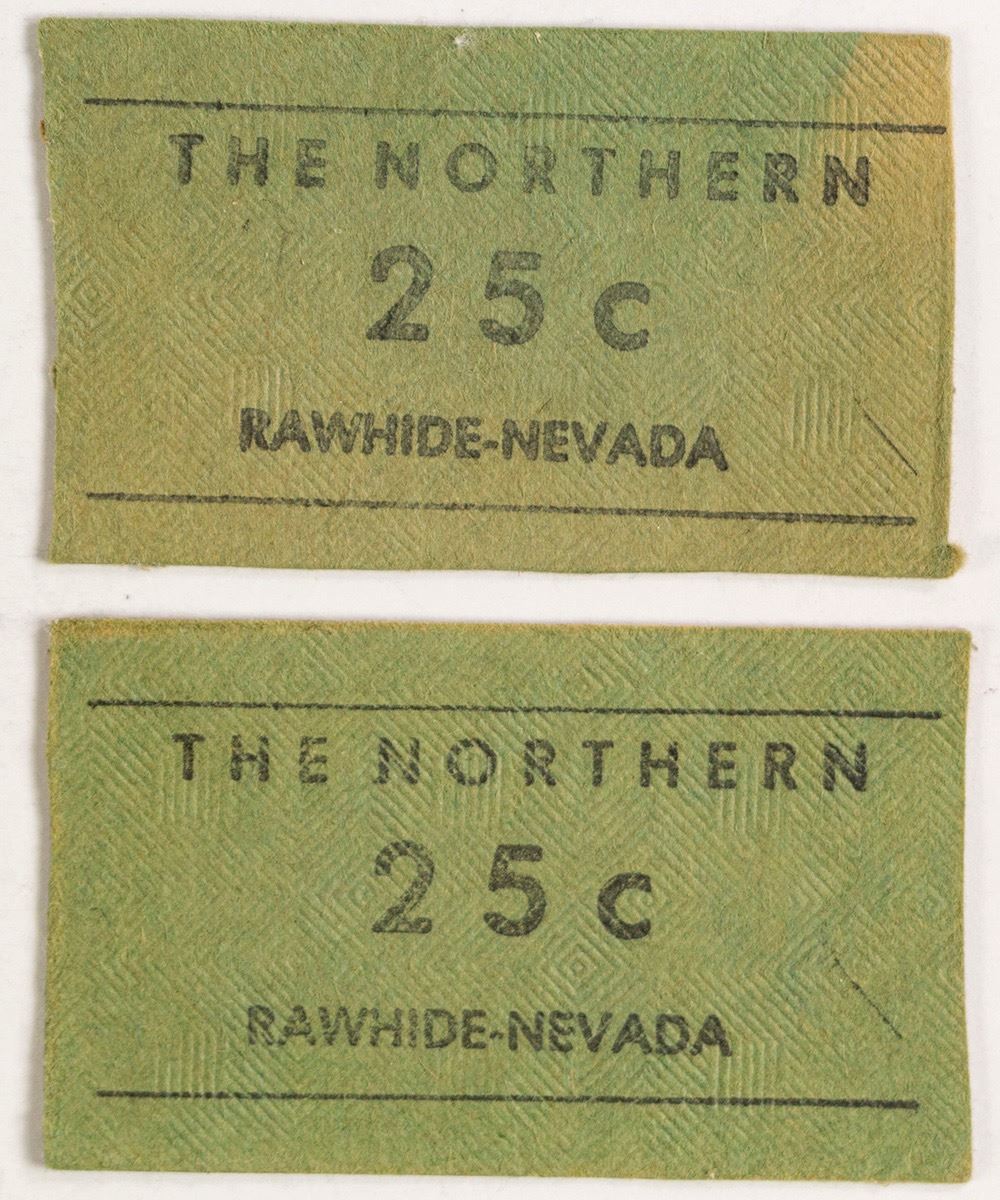 THE NORTHERN
25c
RAWHIDE-NEVADA
THE NORTHERN
25c
RAWHIDE-NEVADA